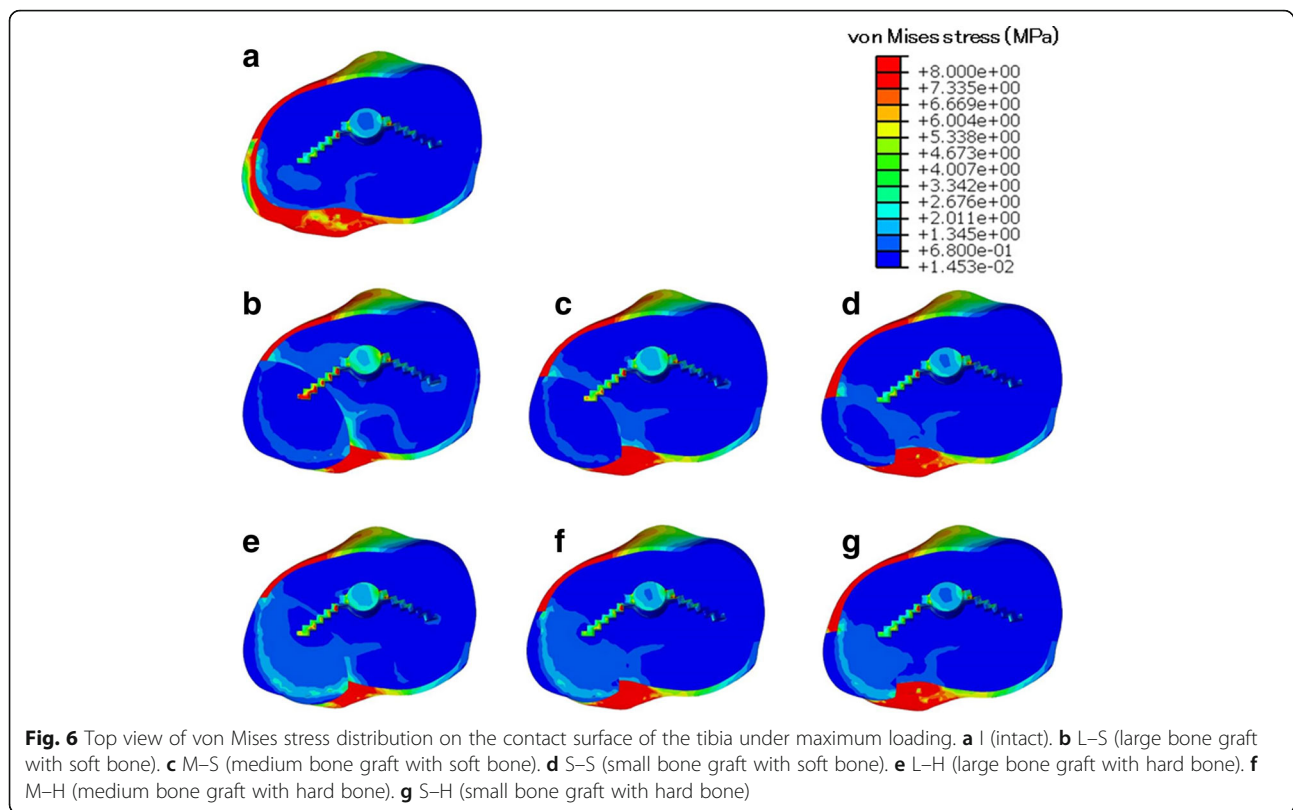 a
von Mises stress (MPa)
+8.000e+00
+7.335e+00
+6.669e+00
+6.004e+00
+5.338e+00
+4.673e+00
+4.007e+00
+3.342e+00
+2.676e+00
+2.011e+00
+1.345e+00
+6.800e-01
+1.453e-02
b
c
d
e
f
g
Fig. 6 Top view of von Mises stress distribution on the contact surface of the tibia under maximum loading. a I (intact). b L–S (large bone graft
with soft bone). c M–S (medium bone graft with soft bone). d S–S (small bone graft with soft bone). e L–H (large bone graft with hard bone). f
M–H (medium bone graft with hard bone). g S–H (small bone graft with hard bone)